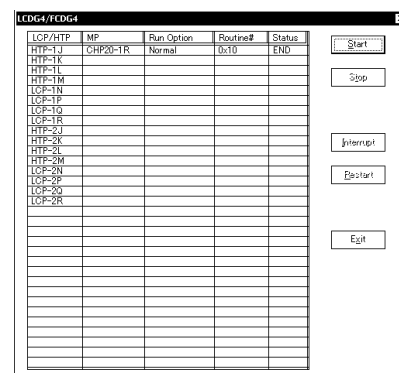 LCDG4/FCDG4
LCP/HTP MP Run Option Routine# Status
HTP-1J CHP20-1R Normal 0x10 END
HTP-1K
HTP-1L
HTP-1M
LCP-1N
LCP-1P
LCP-1Q
LCP-1R
HTP-2J
HTP-2K
HTP-2L
HTP-2M
LCP-2N
LCP-2P
LCP-2Q
LCP-2R
Start
Stop
Interrupt
Restart
Exit